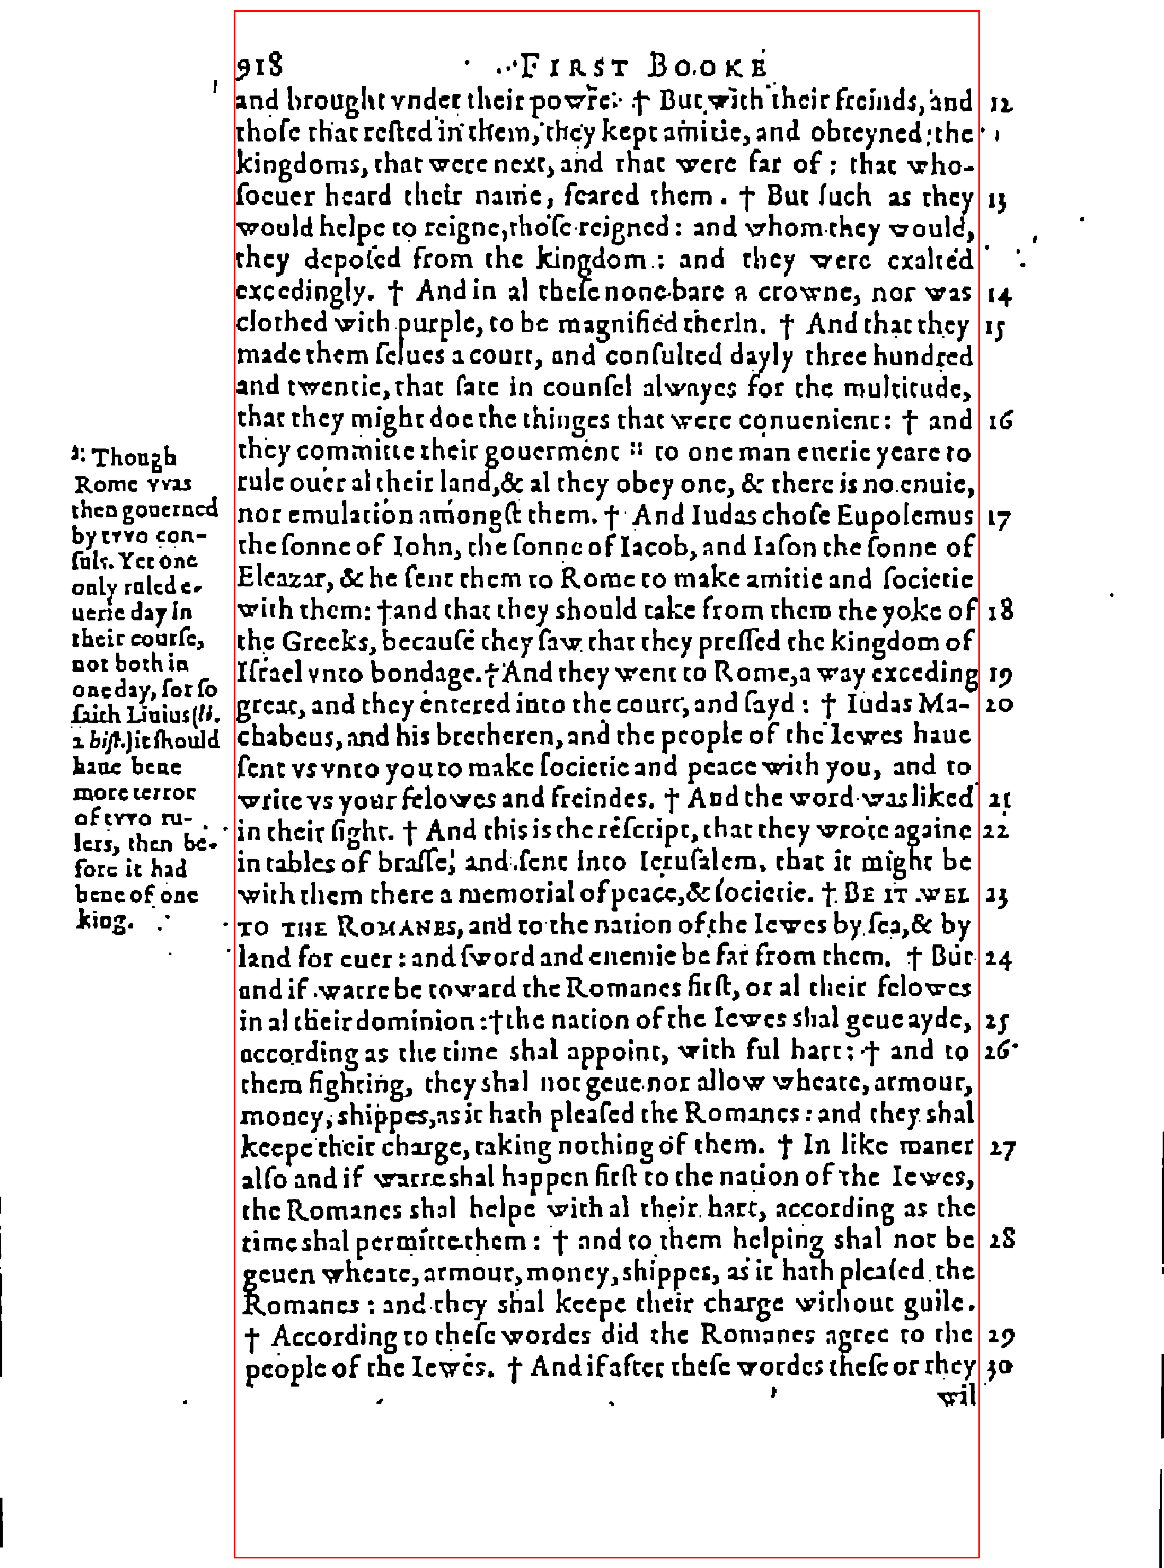 918 FIRST BOOKE
and brought vnder their powre. † But with their freinds, and 12
thoſe that reſted in them, they kept amitie, and obteyned the
kingdoms, that were next, and that were far of: that who-
ſoeuer heard their name, feared them. † But ſuch as they 13
would helpe to reigne, thoſe reigned: and whom they would,
they depoſed from the kingdom: and they were exalted
excedingly. † And in al theſe none bare a crowne, nor was 14
clothed with purple, to be magnified therin. † And that they 15
made them ſelues a court, and conſulted dayly three hundred
and twentie, that ſate in counſel alwayes for the multitude,
that they might doe the thinges that were conuenient: † and 16
they committe their gouerment :: to one man euerie yeare to
rule ouer al their land, & al they obey one, & there is no enuie,
nor emulation amongſt them. † And Iudas choſe Eupolemus 17
the ſonne of Iohn, the ſonne of Iacob, and Iaſon the ſonne of
Eleazar, & he ſent them to Rome to make amitie and ſocietie
with them: † and that they should take from them the yoke of 18
the Greeks, becauſe they ſaw that they preſſed the kingdom of
Iſrael vnto bondage. † And they went to Rome, a way exceding 19
great, and they entered into the court, and ſayd: † Iudas Ma- 20
chabeus, and his bretheren, and the people of the Iewes haue
ſent vs vnto you to make ſocietie and peace with you, and to
write vs your felowes and freindes. † And the word was liked 21
in their ſight. † And this is the reſcript, that they wrote againe 22
in tables of braſſe, and ſent into Ieruſalem, that it might be
with them there a memorial of peace, & ſocietie. † BE IT WEL 23
TO THE ROMANES, and to the nation of the Iewes by ſea, & by
land for euer: and ſword and enemie be far from them. † But 24
and if warre be toward the Romanes firſt, or al their felowes
in al their dominion: † the nation of the Iewes shal geue ayde, 25
according as the time shal appoint, with ful hart: † and to 26
them fighting, they shal not geue nor allow wheate, armour,
money, shippes, as it hath pleaſed the Romanes: and they shal
keepe their charge, taking nothing of them. † In like maner 27
alſo and if warre shal happen firſt to the nation of the Iewes,
the Romanes shal helpe with al their hart, according as the
time shal permitte them: † and to them helping shal not be 28
geuen wheate, armour, money, shippes, as it hath pleaſed the
Romanes: and they shal keepe their charge without guile.
† According to theſe wordes did the Romanes agree to the 29
people of the Iewes. † And if after theſe wordes theſe or they 30
wil
:: Though
Rome vvas
then gouerned
by tvvo con-
ſuls. Yet one
only ruled e-
uerie day in
their courſe,
not both in
one day, for ſo
ſaith Liuius (li.
2 hiſt.) it ſhould
haue bene
more terror
of tvvo ru-
lers, then be-
fore it had
bene of one
king.